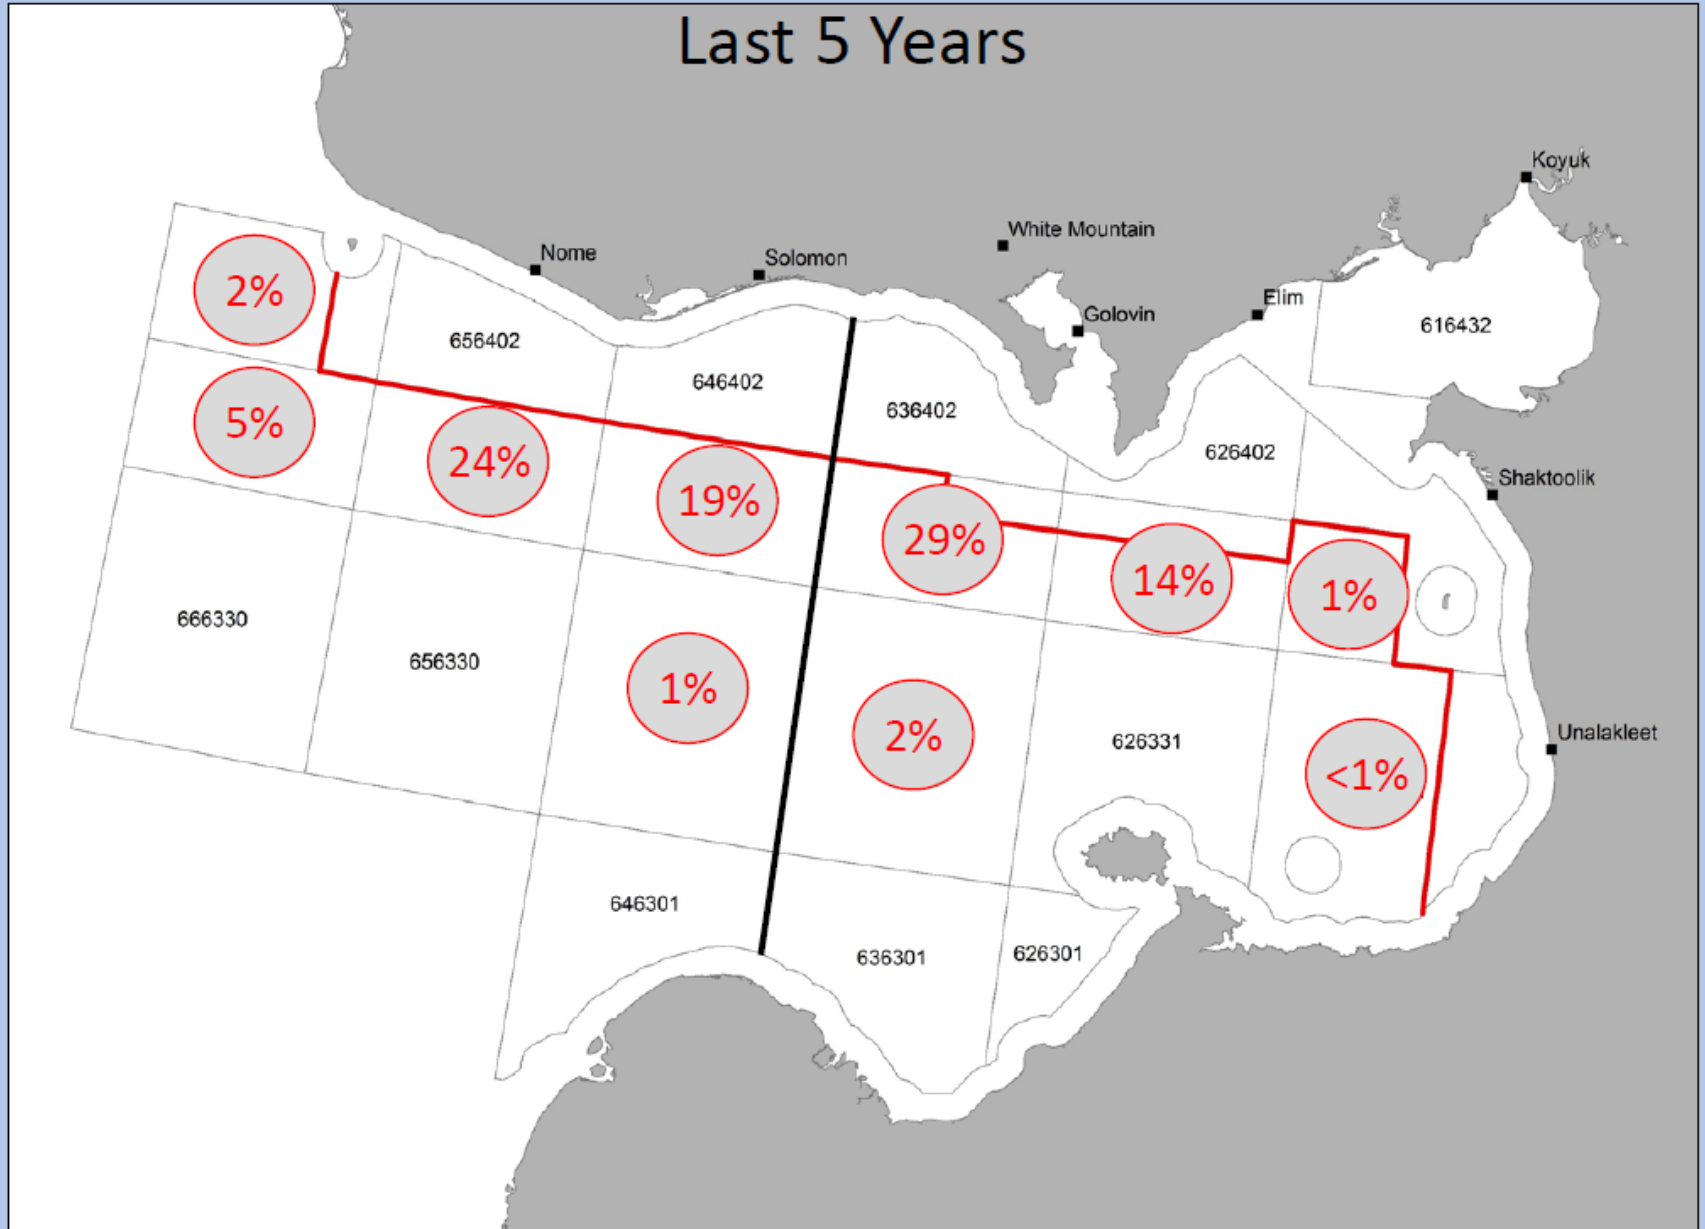 Last 5 Years
Koyuk
White Mountain
Nome
Solomon
2%
Elim
Golovin
616432
656402
646402
636402
5%
626402
24%
Shaktoolik
19%
29%
14%
1%
666330
656330
1%
2%
626331
Unalakleet
<1%
646301
636301
626301